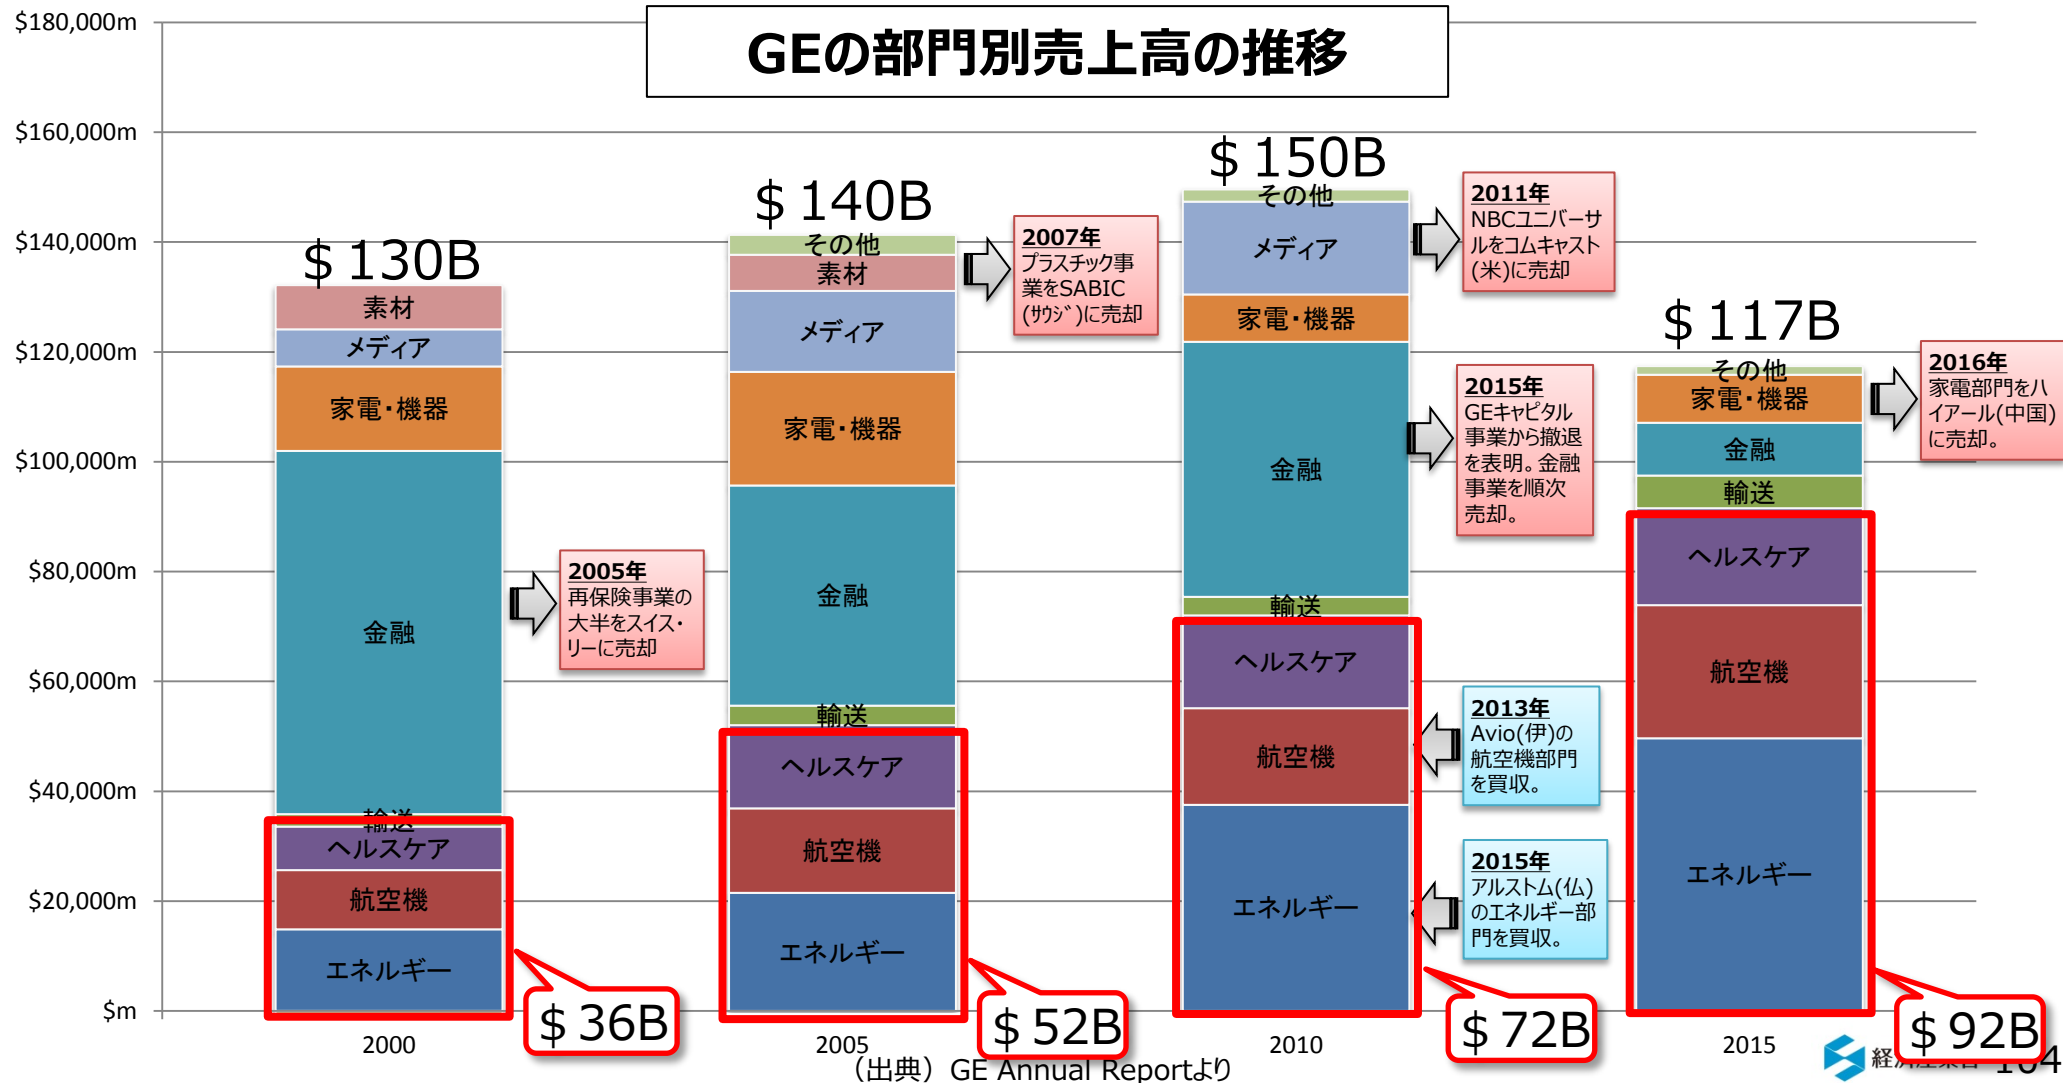 GEの部門別売上高の推移
$180,000m
$160,000m
$140,000m
$120,000m
$100,000m
$80,000m
$60,000m
$40,000m
$20,000m
$m
$ 130B
素材
メディア
家電・機器
金融
輸送
ヘルスケア
航空機
エネルギー
$ 36B
2000
2005年
再保険事業の
大半をスイス・
リーに売却
$ 140B
その他
素材
メディア
家電・機器
金融
輸送
ヘルスケア
航空機
エネルギー
$ 52B
2005
2007年
プラスチック事
業をSABIC
(サウジ)に売却
$ 150B
その他
メディア
家電・機器
金融
輸送
ヘルスケア
航空機
エネルギー
$ 72B
2010
2011年
NBCユニバーサ
ルをコムキャスト
(米)に売却
2015年
GEキャピタル
事業から撤退
を表明。金融
事業を順次
売却。
2013年
Avio(伊)の
航空機部門
を買収。
2015年
アルストム(仏)
のエネルギー部
門を買収。
$ 117B
その他
家電・機器
金融
輸送
ヘルスケア
航空機
エネルギー
$ 92B
2015
2016年
家電部門をハ
イアール(中国)
に売却。
（出典）GE Annual Reportより